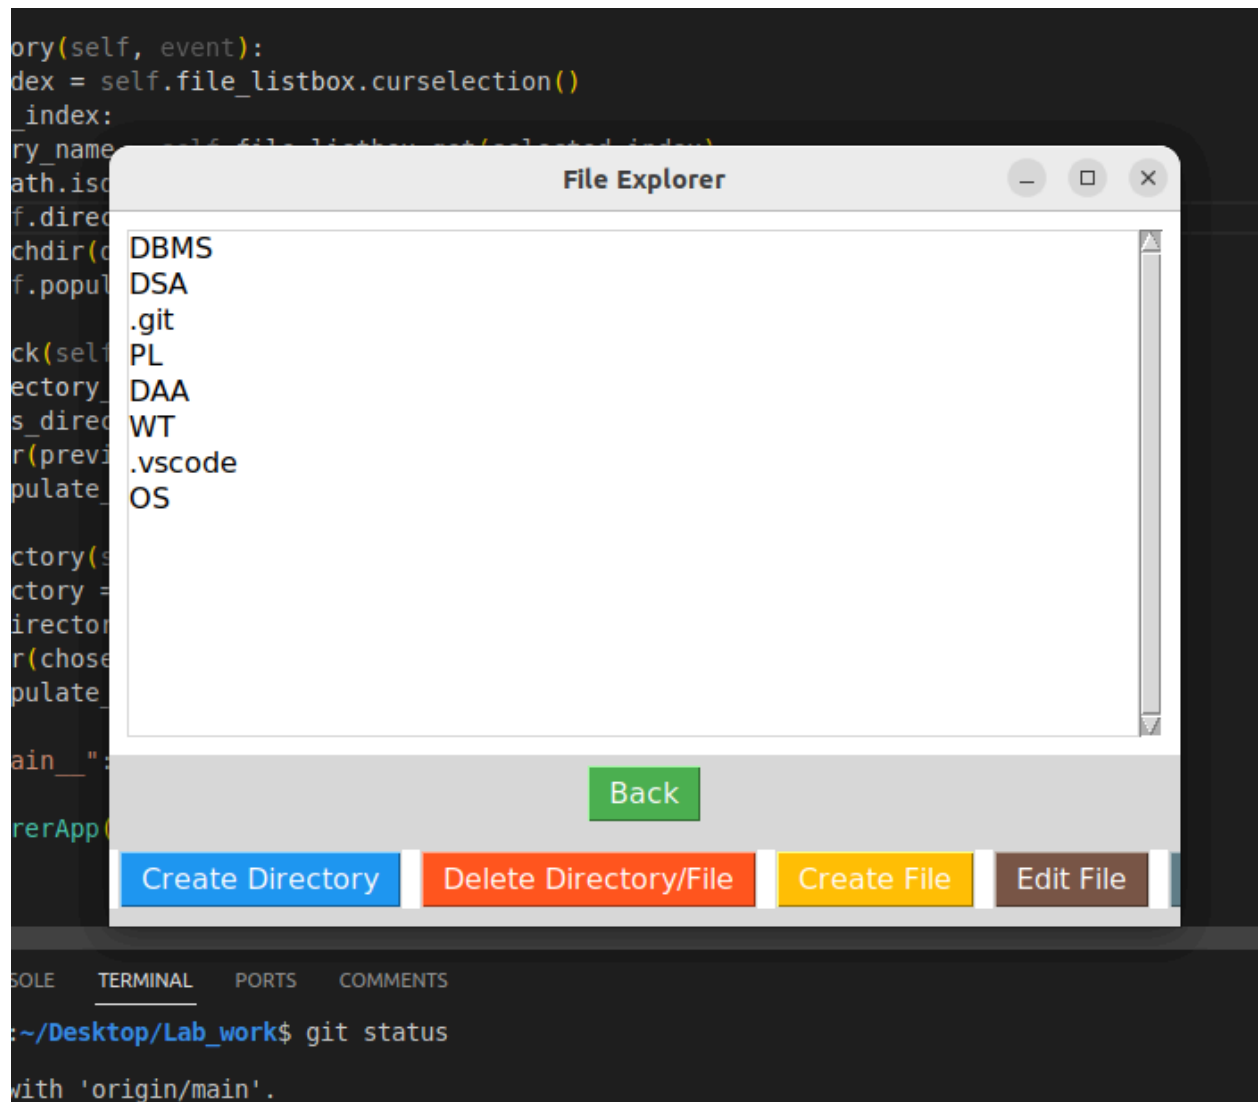 ory(self, event):
dex = self.file_listbox.curselection()
_index:
ry_name
ath.isd
f.direc
chdir(
f.popul
ck(self
ectory_
s_direc
r(previ
pulate_
ctory(s
ctory =
irector
r(chose
pulate_
ain__":
rerApp(
File Explorer
DBMS
DSA
.git
PL
DAA
WT
.vscode
OS
Back
Create Directory Delete Directory/File Create File Edit File
SOLE TERMINAL PORTS COMMENTS
:~/Desktop/Lab_work$ git status
with 'origin/main'.